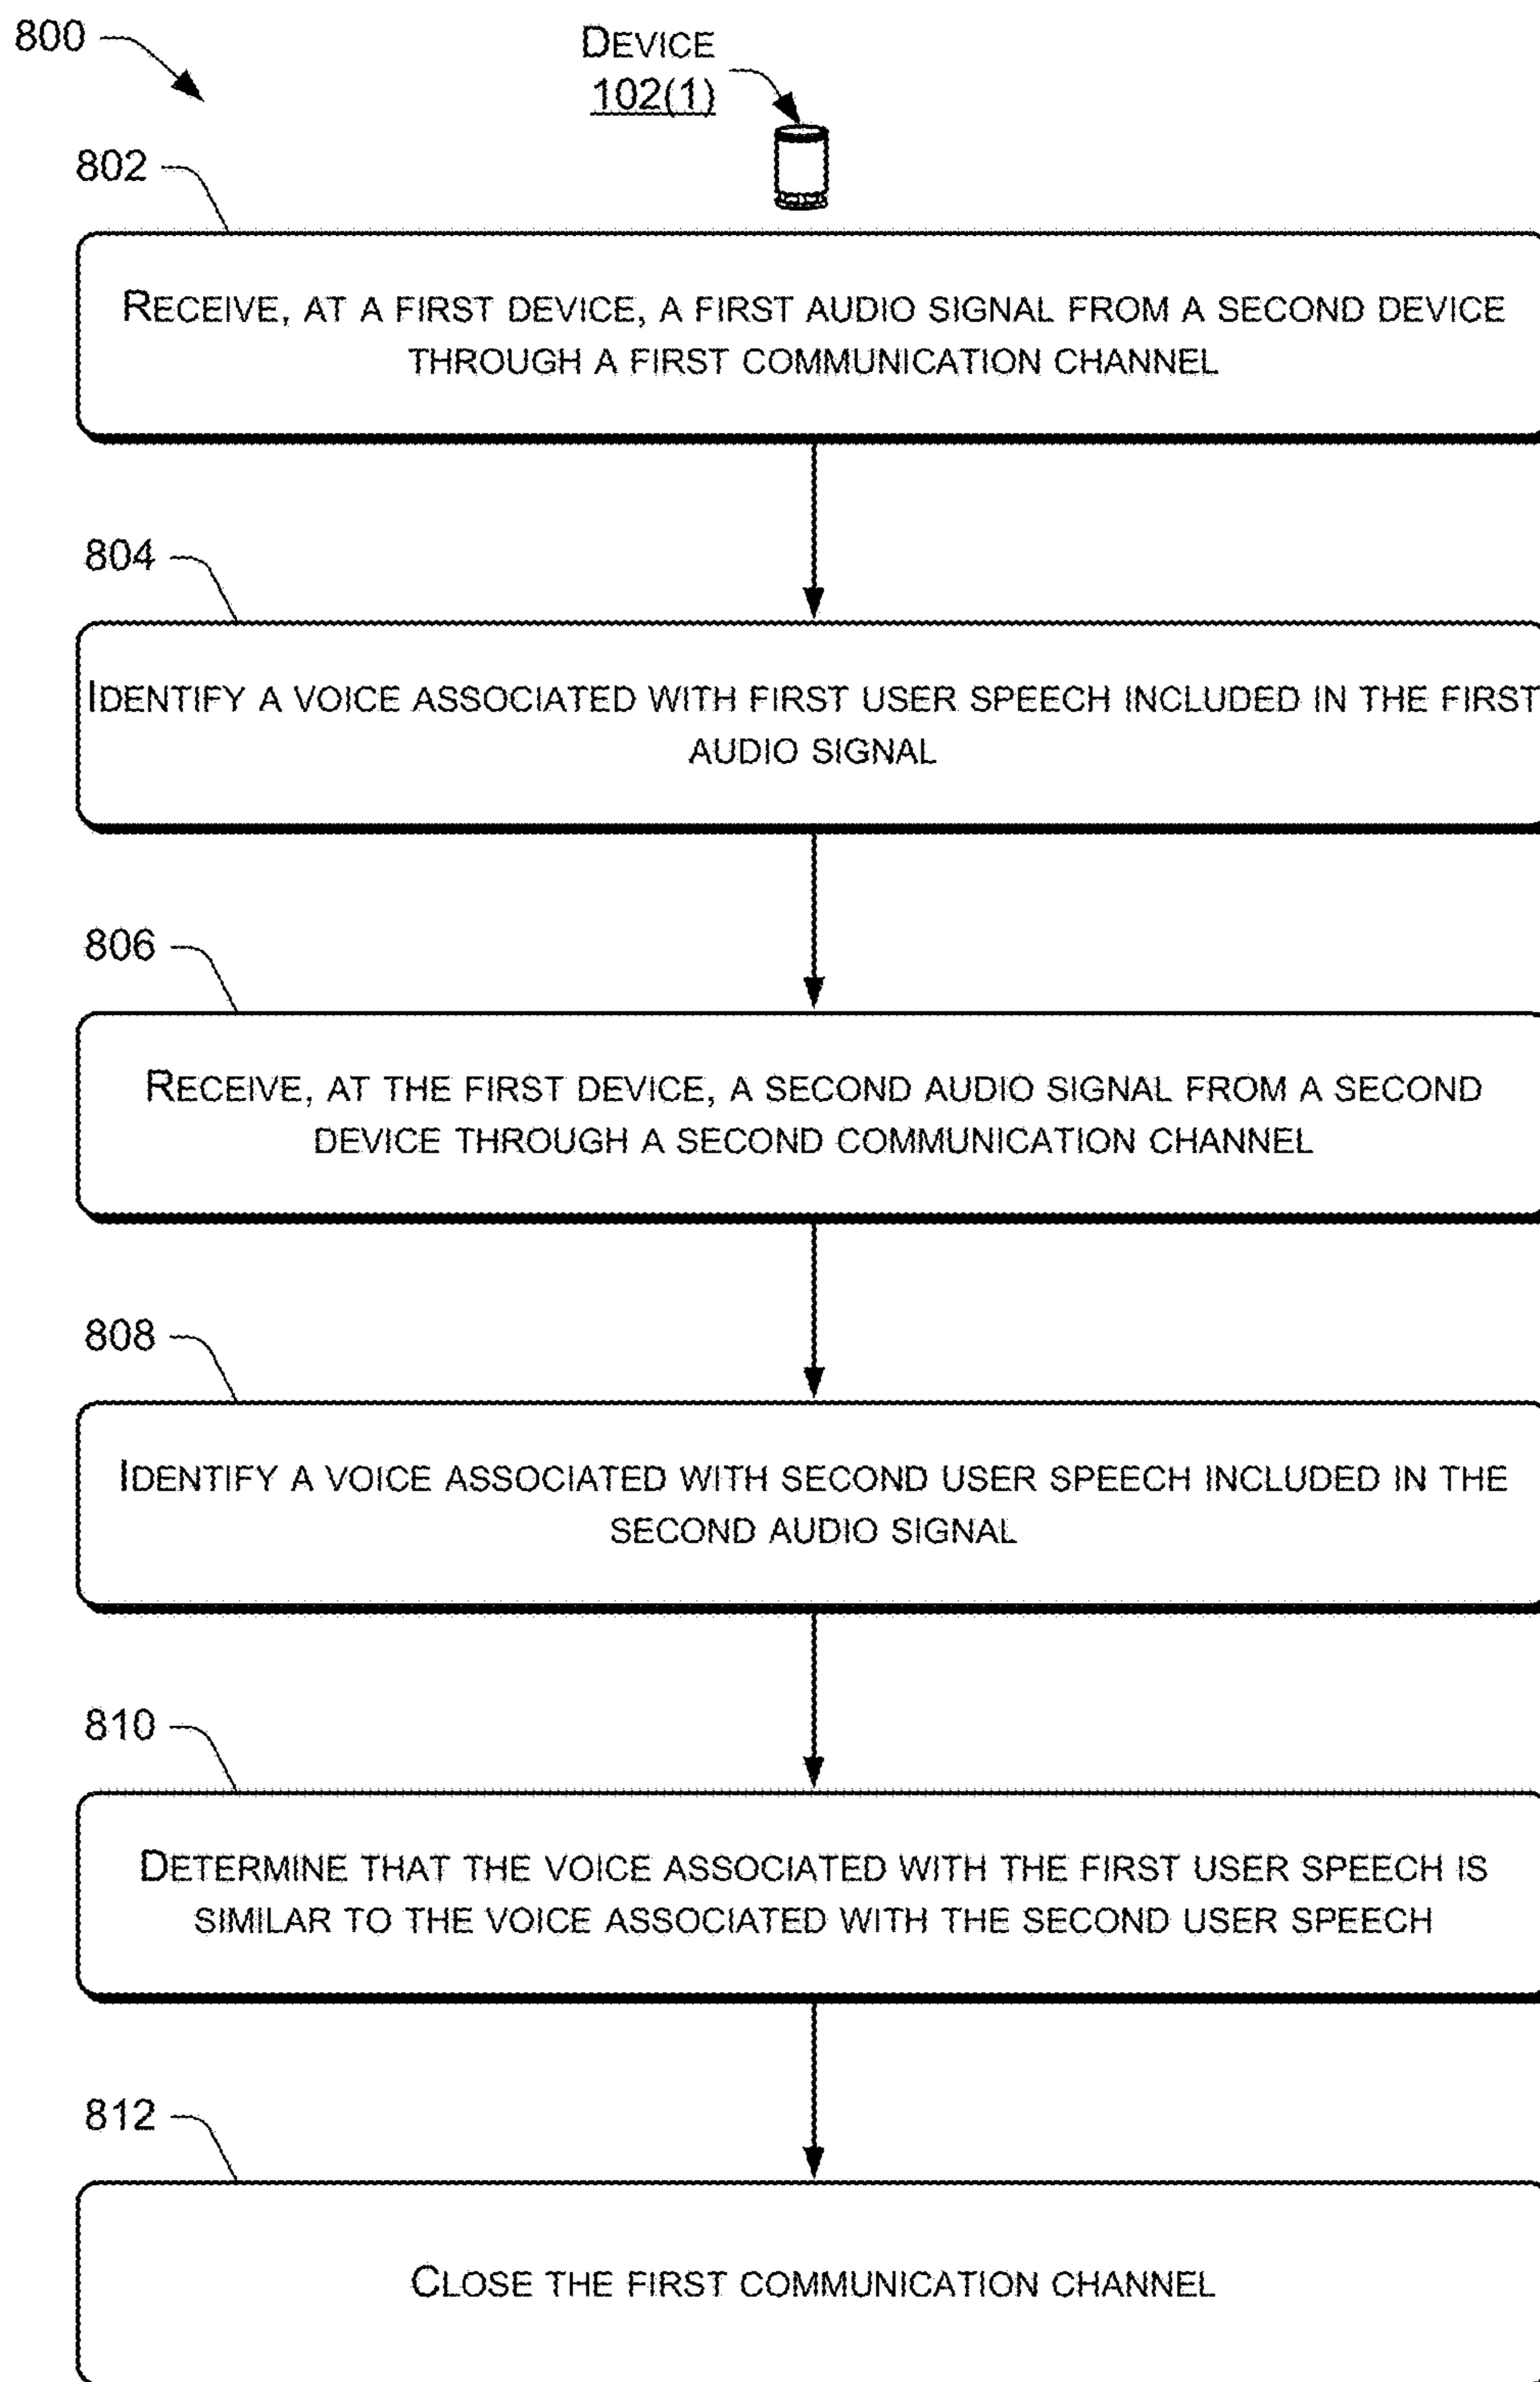 800
DEVICE
102(1)
802
RECEIVE, AT A FIRST DEVICE, A FIRST AUDIO SIGNAL FROM A SECOND DEVICE
THROUGH A FIRST COMMUNICATION CHANNEL
804
IDENTIFY A VOICE ASSOCIATED WITH FIRST USER SPEECH INCLUDED IN THE FIRST
AUDIO SIGNAL
806
RECEIVE, AT THE FIRST DEVICE, A SECOND AUDIO SIGNAL FROM A SECOND
DEVICE THROUGH A SECOND COMMUNICATION CHANNEL
808
IDENTIFY A VOICE ASSOCIATED WITH SECOND USER SPEECH INCLUDED IN THE
SECOND AUDIO SIGNAL
810
DETERMINE THAT THE VOICE ASSOCIATED WITH THE FIRST USER SPEECH IS
SIMILAR TO THE VOICE ASSOCIATED WITH THE SECOND USER SPEECH
812
CLOSE THE FIRST COMMUNICATION CHANNEL